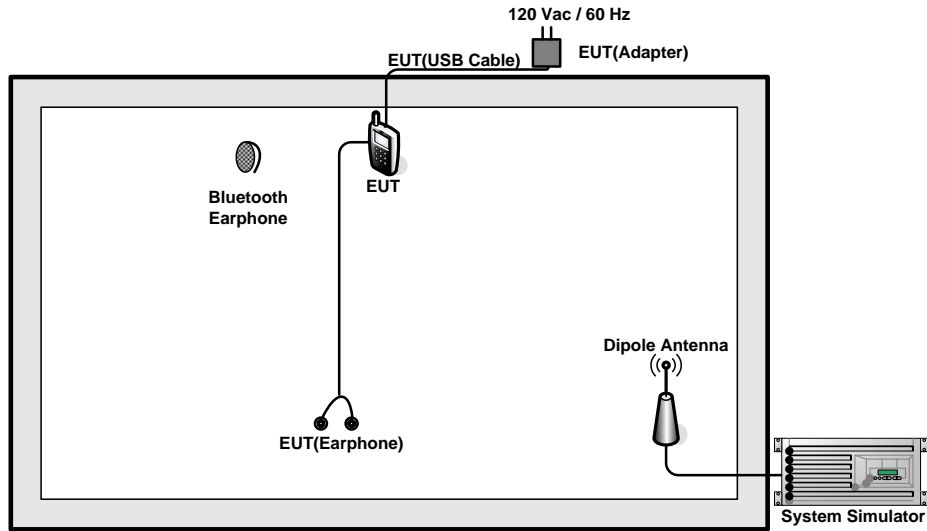 120 Vac / 60 Hz
EUT(USB Cable)
EUT(Adapter)
EUT
Bluetooth
Earphone
Dipole Antenna
EUT(Earphone)
System Simulator